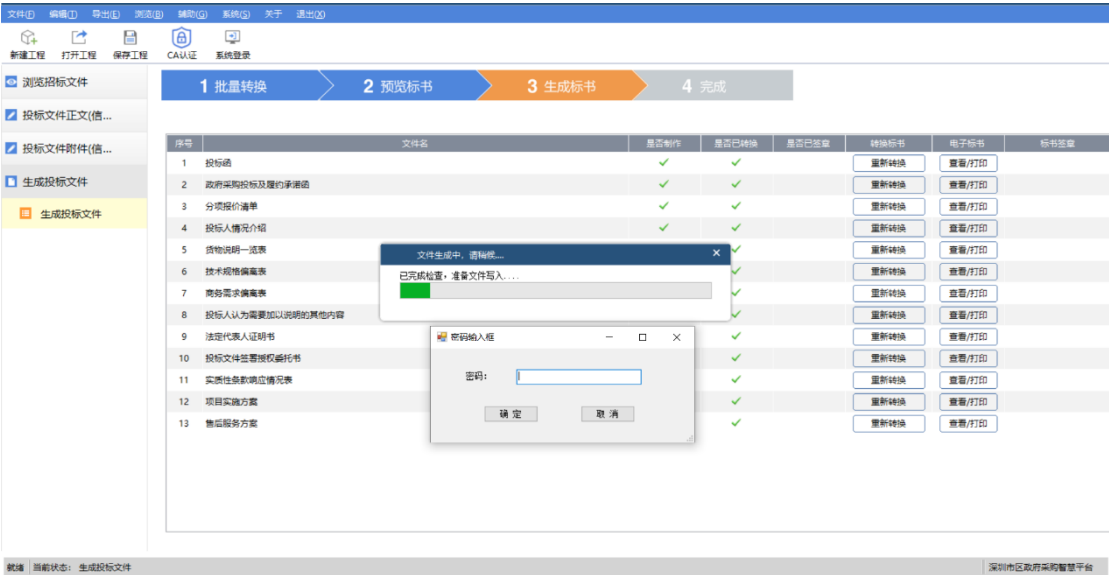 文件(F) 编辑(T) 导出(E) 浏览(B) 辅助(G) 系统(S) 关于 退出(X)
新建工程 打开工程 保存工程 CA认证 系统登录
浏览招标文件
投标文件正文(信...
投标文件附件(信...
生成投标文件
生成投标文件
1 批量转换 2 预览标书 3 生成标书 4 完成
序号 文件名 是否制作 是否已转换 是否已签章 转换标书 电子标书 标书签章
1 投标函 重新转换 查看/打印
2 政府采购投标及履约承诺函 重新转换 查看/打印
3 分项报价清单 重新转换 查看/打印
4 投标人情况介绍 重新转换 查看/打印
5 货物说明一览表 重新转换 查看/打印
6 技术规格偏离表 重新转换 查看/打印
7 商务需求偏离表 重新转换 查看/打印
8 投标人认为需要加以说明的其他内容 重新转换 查看/打印
9 法定代表人证明书 重新转换 查看/打印
10 投标文件签署授权委托书 重新转换 查看/打印
11 实质性条款响应情况表 重新转换 查看/打印
12 项目实施方案 重新转换 查看/打印
13 售后服务方案 重新转换 查看/打印
文件生成中，请稍候....
已完成检查，准备文件写入....
密码输入框
密码：
确定 取消
就绪 当前状态： 生成投标文件 深圳市区政府采购智慧平台